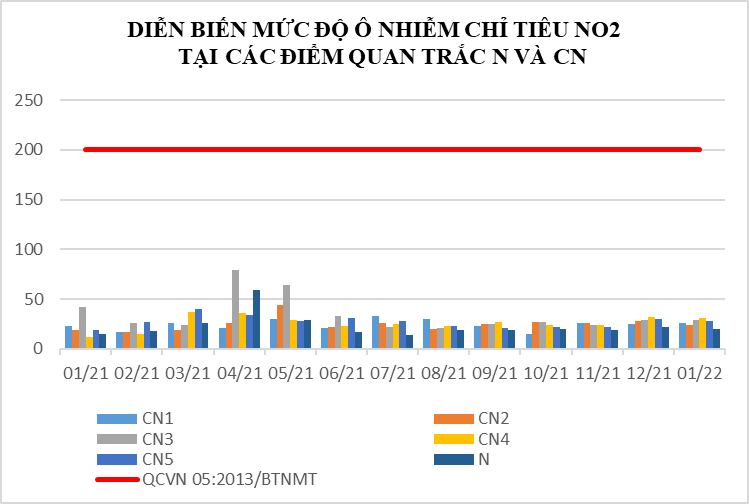 DIỄN BIẾN MỨC ĐỘ Ô NHIỄM CHỈ TIÊU NO2
TẠI CÁC ĐIỂM QUAN TRẮC N VÀ CN
250
200
150
100
50
0
01/21 02/21 03/21 04/21 05/21 06/21 07/21 08/21 09/21 10/21 11/21 12/21 01/22
CN1 CN2
CN3 CN4
CN5 N
QCVN 05:2013/BTNMT